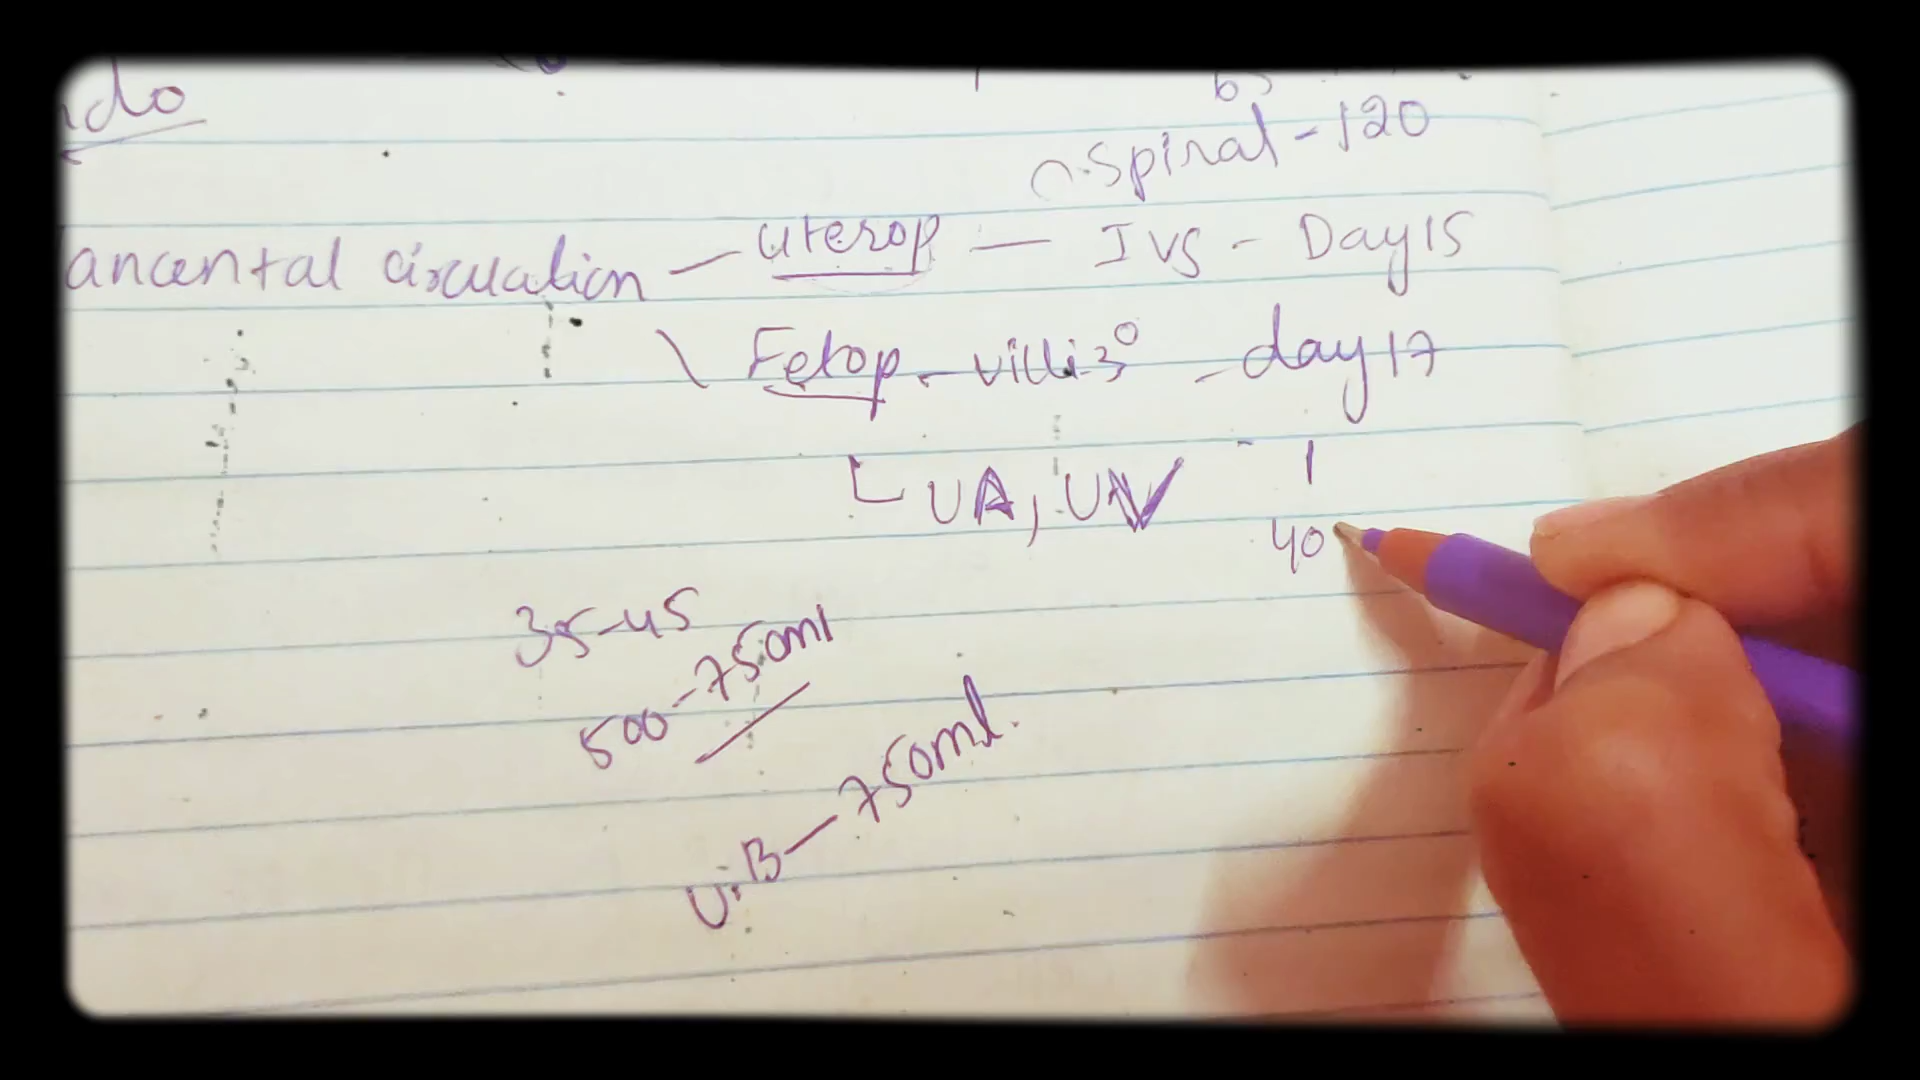 ndo
n. Spiral - 120
ancental circulation - uterop - IVS - Day 15
Fetop - villi 3° - day 17
UA, UV - 1
40
35-45
500-750ml
U.B - 750ml.